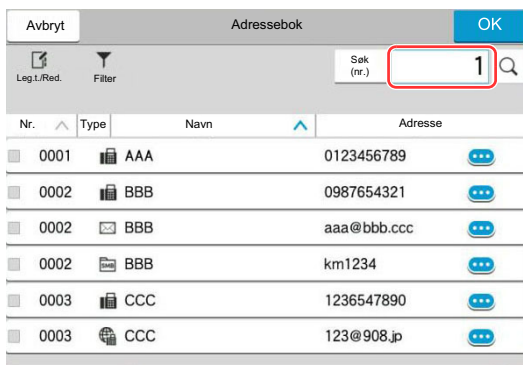 Avbryt Adressebok OK
Leg.t./Red. Filter Søk (nr.) 1
Nr. Type Navn Adresse
0001 AAA 0123456789
0002 BBB 0987654321
0002 BBB aaa@bbb.ccc
0002 SMB BBB km1234
0003 CCC 1236547890
0003 CCC 123@908.jp